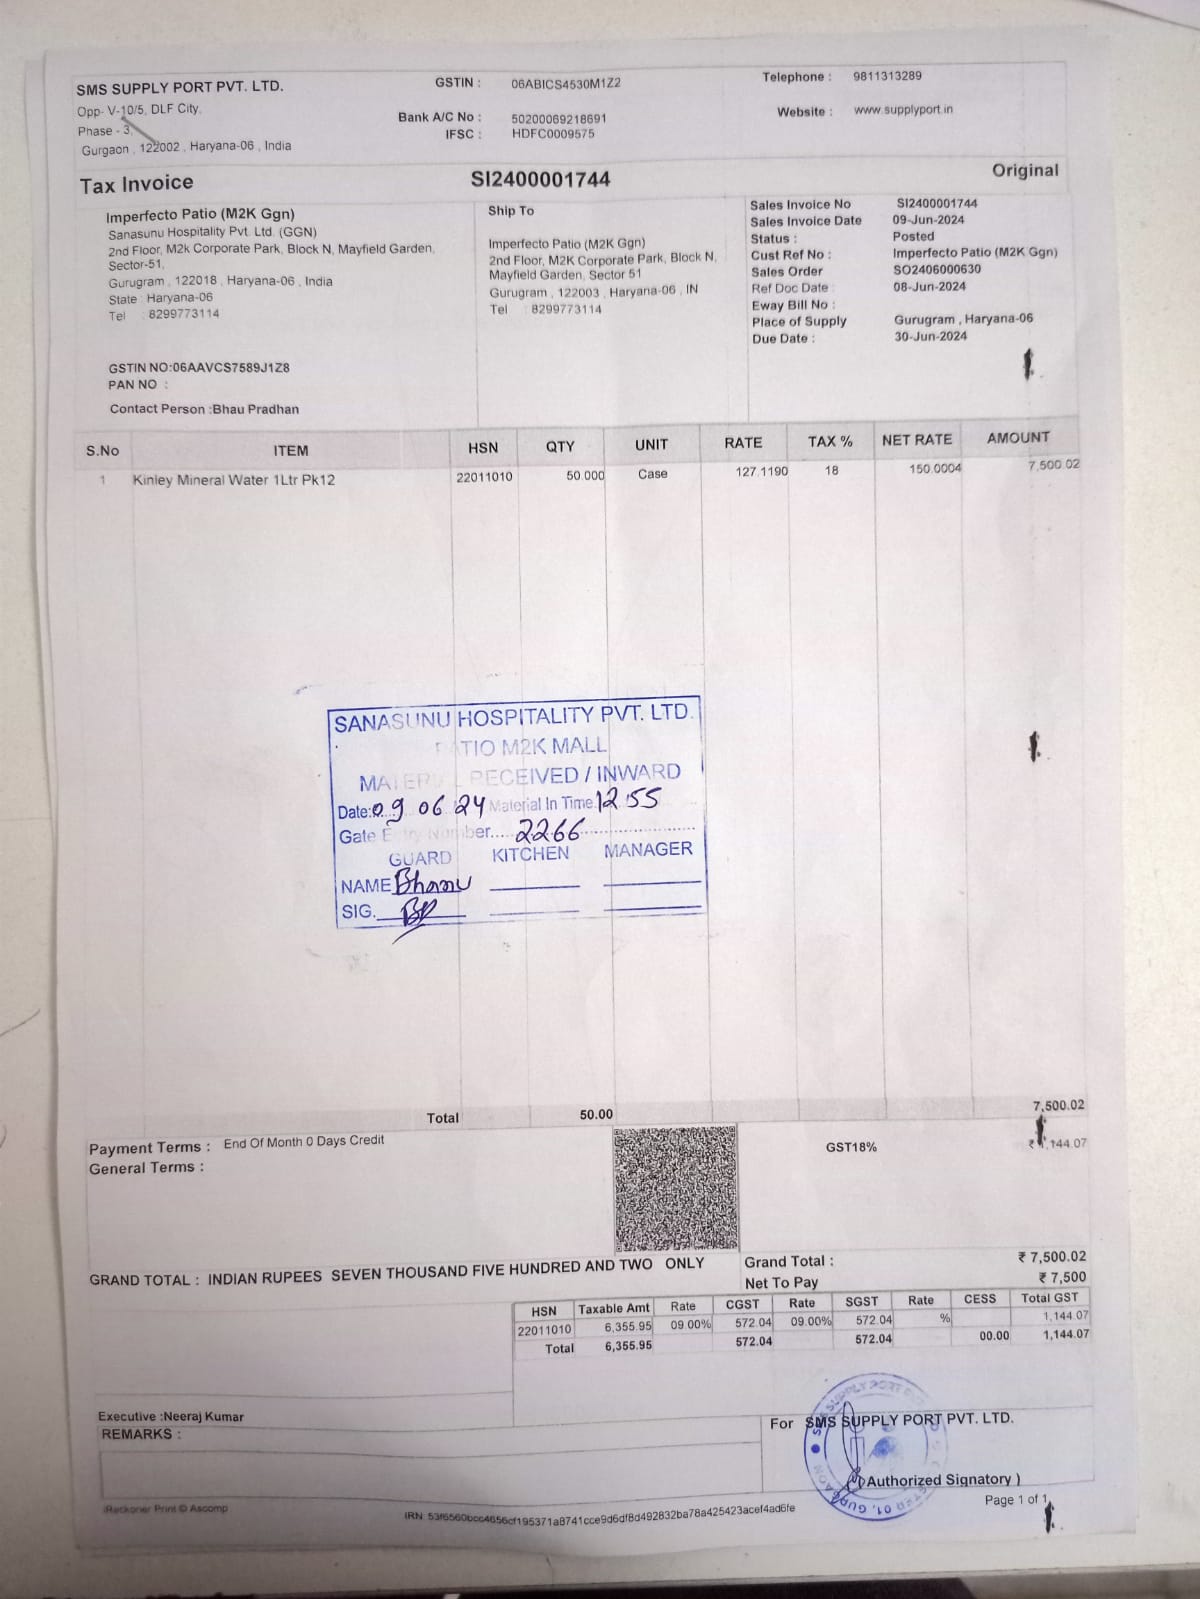 SMS SUPPLY PORT PVT. LTD.
Opp- V-10/5, DLF City,
Phase - 3,
Gurgaon , 122002 , Haryana-06 , India
GSTIN : 06ABICS4530M1Z2
Bank A/C No : 50200069218691
IFSC : HDFC0009575
Telephone : 9811313289
Website : www.supplyport.in
Tax Invoice
SI2400001744
Original
Imperfecto Patio (M2K Ggn)
Sanasunu Hospitality Pvt. Ltd. (GGN)
2nd Floor, M2k Corporate Park, Block N, Mayfield Garden,
Sector-51,
Gurugram , 122018 , Haryana-06 , India
State : Haryana-06
Tel : 8299773114
GSTIN NO:06AAVCS7589J1Z8
PAN NO :
Contact Person :Bhau Pradhan
Ship To
Imperfecto Patio (M2K Ggn)
2nd Floor, M2K Corporate Park, Block N,
Mayfield Garden, Sector 51
Gurugram , 122003 , Haryana-06 , IN
Tel : 8299773114
Sales Invoice No SI2400001744
Sales Invoice Date 09-Jun-2024
Status : Posted
Cust Ref No : Imperfecto Patio (M2K Ggn)
Sales Order SO2406000630
Ref Doc Date : 08-Jun-2024
Eway Bill No :
Place of Supply Gurugram , Haryana-06
Due Date : 30-Jun-2024
S.No ITEM HSN QTY UNIT RATE TAX % NET RATE AMOUNT
1 Kinley Mineral Water 1Ltr Pk12 22011010 50.000 Case 127.1190 18 150.0004 7,500.02
SANASUNU HOSPITALITY PVT. LTD.
PATIO M2K MALL
MATERIAL RECEIVED / INWARD
Date: 09 06 24 Material In Time. 12 55
Gate Entry Number..... 2266
GUARD KITCHEN MANAGER
NAME Bhanu
SIG. BP
Total 50.00 7,500.02
Payment Terms : End Of Month 0 Days Credit
General Terms :
GST18% ₹ 1,144.07
GRAND TOTAL : INDIAN RUPEES SEVEN THOUSAND FIVE HUNDRED AND TWO ONLY
Grand Total : ₹ 7,500.02
Net To Pay ₹ 7,500
HSN Taxable Amt Rate CGST Rate SGST Rate CESS Total GST
22011010 6,355.95 09.00% 572.04 09.00% 572.04 % 1,144.07
Total 6,355.95 572.04 572.04 00.00 1,144.07
Executive :Neeraj Kumar
REMARKS :
For SMS SUPPLY PORT PVT. LTD.
( Authorized Signatory )
iReckoner Print © Ascomp
Page 1 of 1